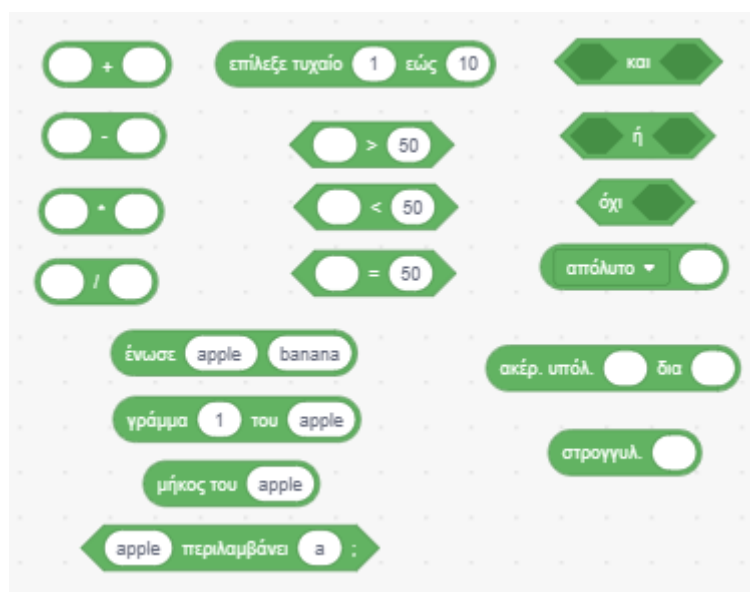 +
επίλεξε τυχαίο 1 εώς 10
και
-
> 50
ή
*
< 50
όχι
/
= 50
απόλυτο
ένωσε apple banana
ακέρ. υπόλ. δια
γράμμα 1 του apple
στρογγυλ.
μήκος του apple
apple περιλαμβάνει a ;